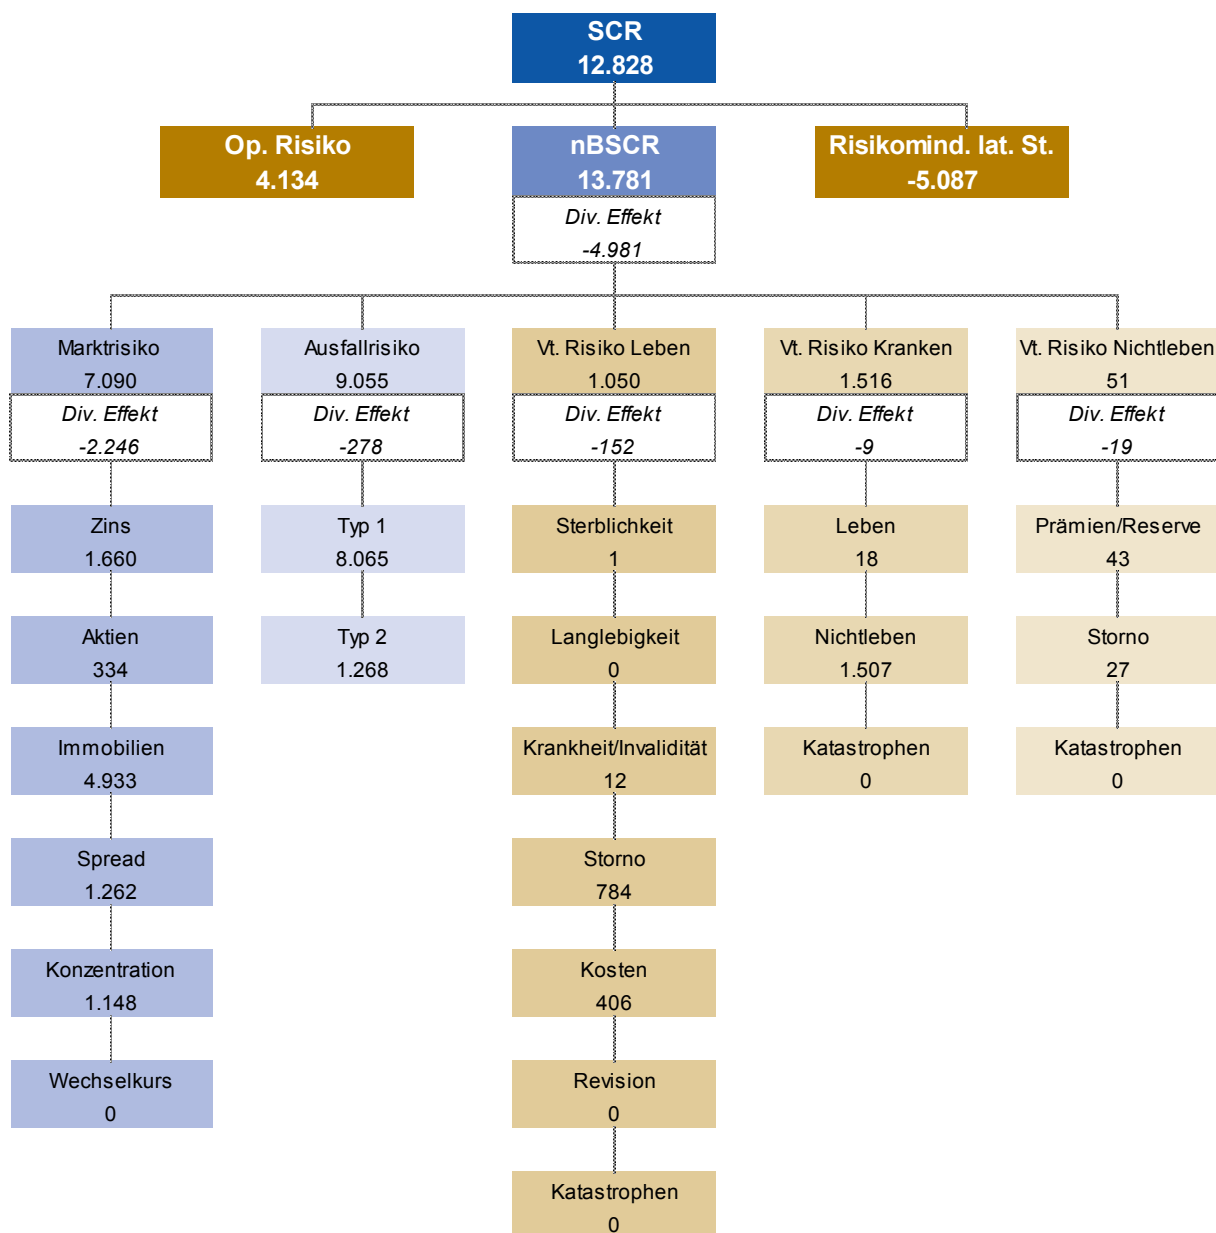 SCR
12.828
Op. Risiko
4.134
nBSCR
13.781
Div. Effekt
-4.981
Risikomind. lat. St.
-5.087
Marktrisiko
7.090
Div. Effekt
-2.246
Zins
1.660
Aktien
334
Immobilien
4.933
Spread
1.262
Konzentration
1.148
Wechselkurs
0
Ausfallrisiko
9.055
Div. Effekt
-278
Typ 1
8.065
Typ 2
1.268
Vt. Risiko Leben
1.050
Div. Effekt
-152
Sterblichkeit
1
Langlebigkeit
0
Krankheit/Invalidität
12
Storno
784
Kosten
406
Revision
0
Katastrophen
0
Vt. Risiko Kranken
1.516
Div. Effekt
-9
Leben
18
Nichtleben
1.507
Katastrophen
0
Vt. Risiko Nichtleben
51
Div. Effekt
-19
Prämien/Reserve
43
Storno
27
Katastrophen
0